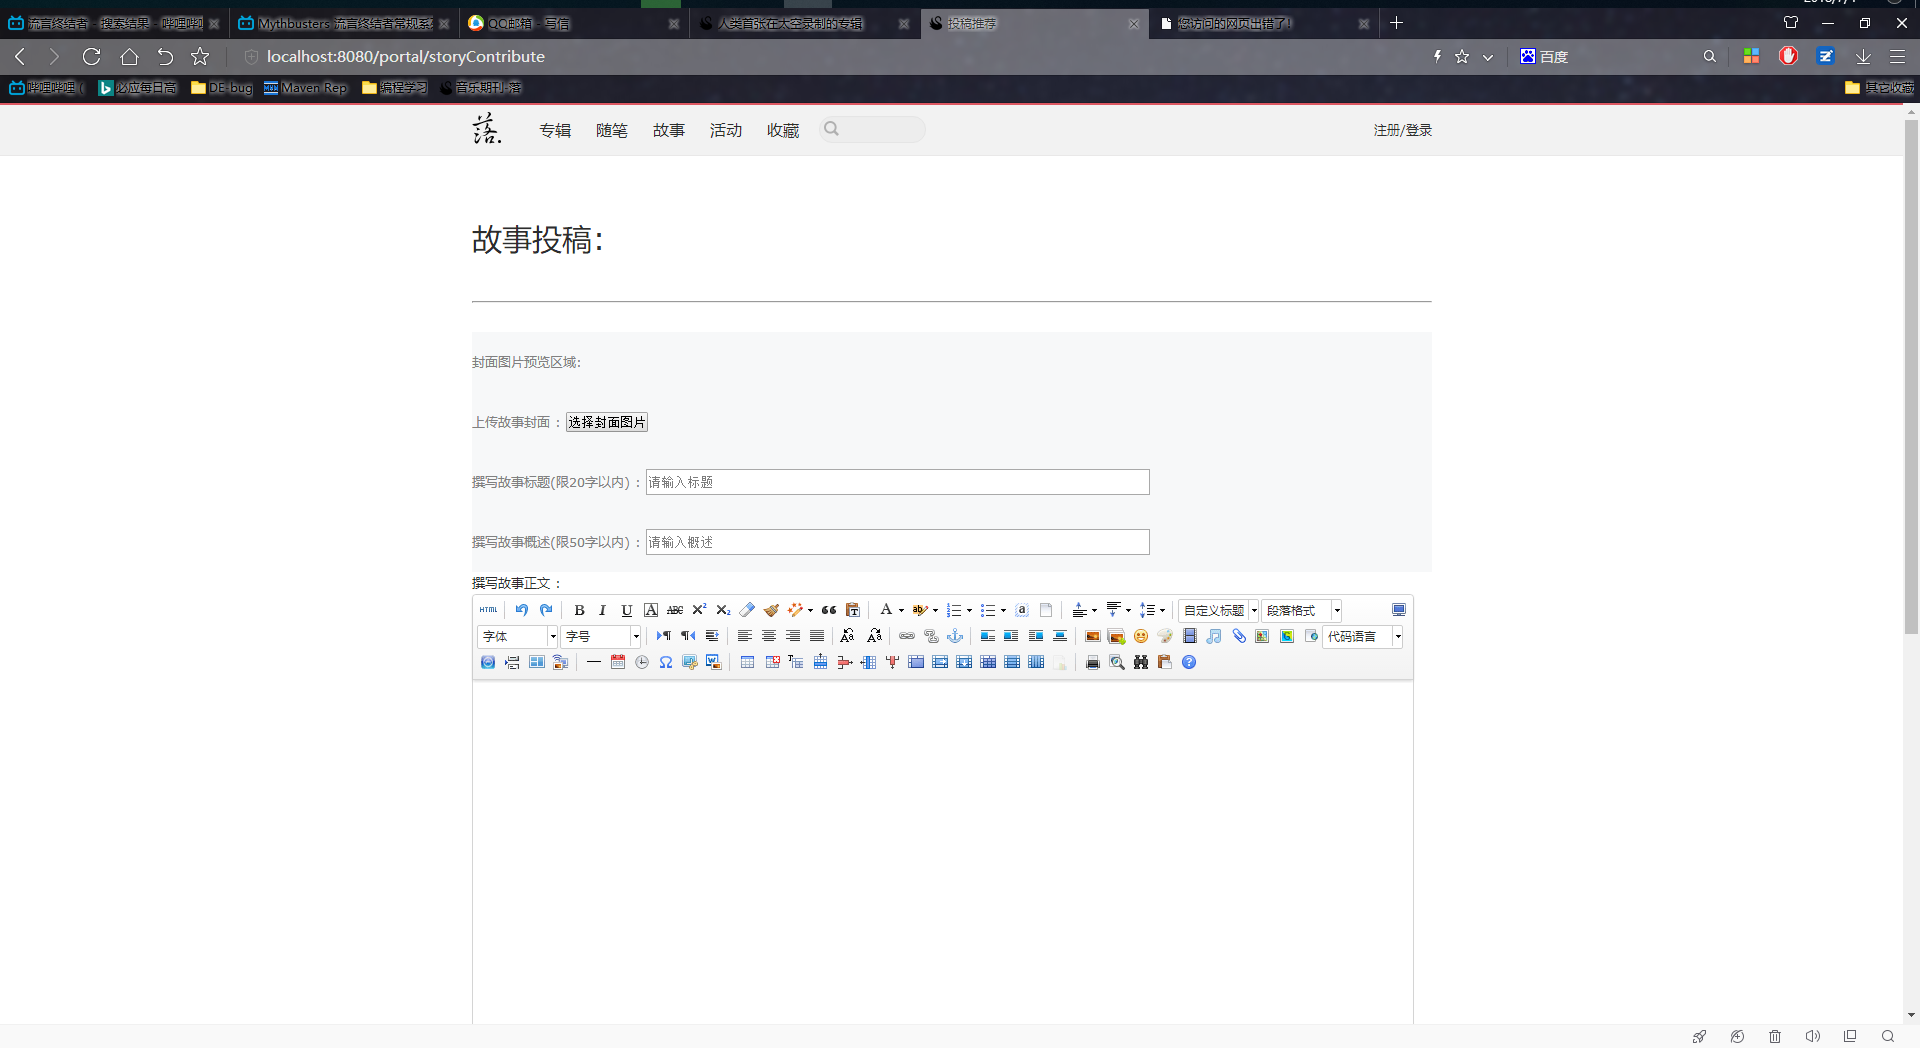 流言终结者 - 搜索结果 - 哔哩哔哩
Mythbusters 流言终结者常规系列
QQ邮箱 - 写信
人类首张在太空录制的专辑
投稿推荐
您访问的网页出错了!
localhost:8080/portal/storyContribute
百度
哔哩哔哩 (
必应每日高
DE-bug
Maven Rep
编程学习
音乐期刊-落
其它收藏
落.
专辑
随笔
故事
活动
收藏
注册/登录
故事投稿:
封面图片预览区域:
上传故事封面 : 选择封面图片
撰写故事标题(限20字以内) : 请输入标题
撰写故事概述(限50字以内) : 请输入概述
撰写故事正文 :
HTML
自定义标题
段落格式
字体
字号
代码语言